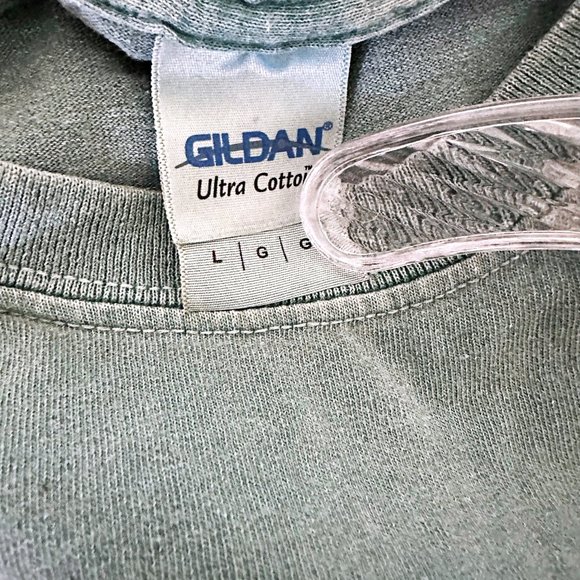 GILDAN®
Ultra Cotto
L | G | G